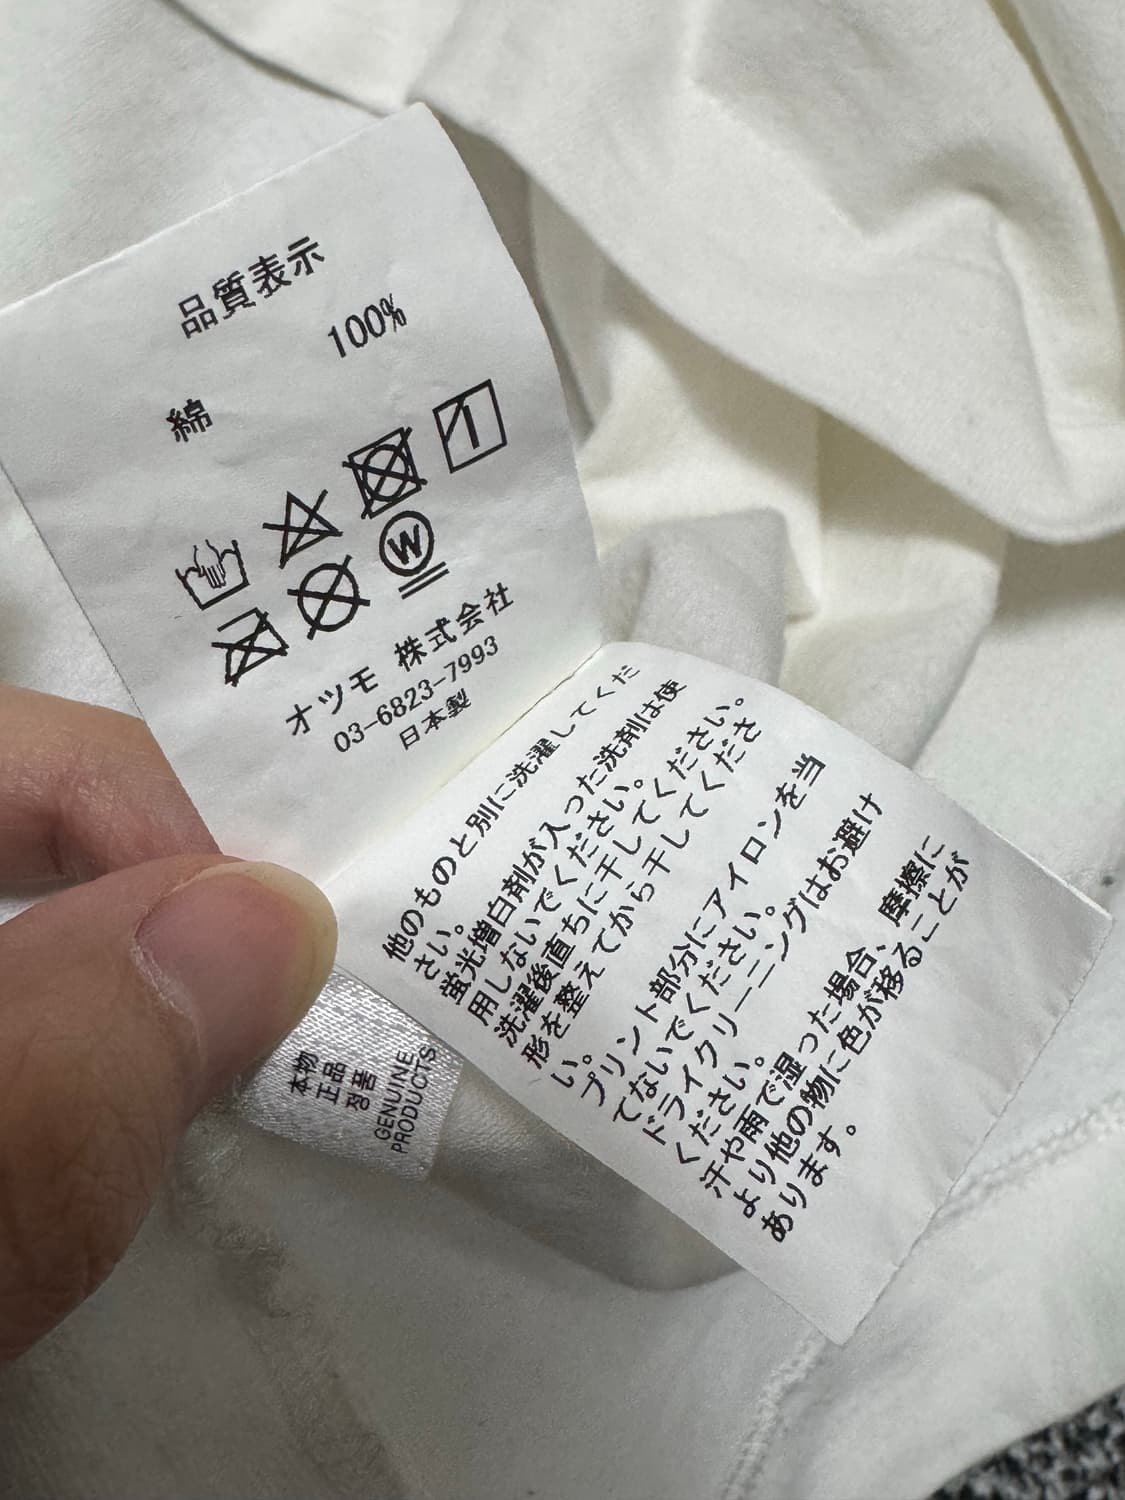 品質表示
綿 100%
W
オツモ 株式会社
03-6823-7993
日本製
他のものと別に洗濯してくだ
さい。
蛍光増白剤が入った洗剤は使
用しないでください。
洗濯後直ちに干してください。
形を整えてから干してくださ
い。
プリント部分にアイロンを当
てないでください。
ドライクリーニングはお避け
ください。
汗や雨で湿った場合、摩擦に
より他の物に色が移ることが
あります。
本物
正品
정품
GENUINE
PRODUCTS